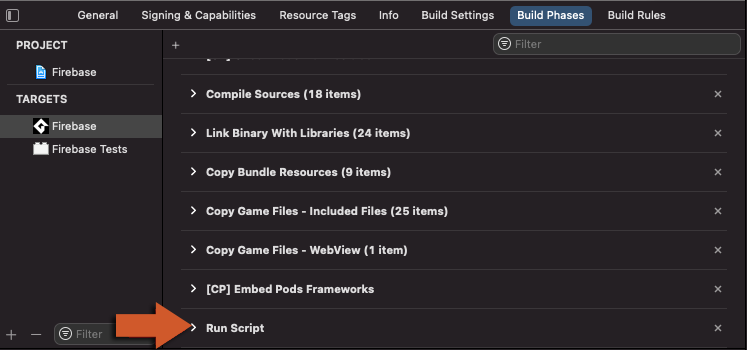 General Signing & Capabilities Resource Tags Info Build Settings Build Phases Build Rules
PROJECT
Firebase
TARGETS
Firebase
Firebase Tests
+ − Filter
+ Filter
Compile Sources (18 items) ×
Link Binary With Libraries (24 items) ×
Copy Bundle Resources (9 items) ×
Copy Game Files - Included Files (25 items) ×
Copy Game Files - WebView (1 item) ×
[CP] Embed Pods Frameworks ×
Run Script ×